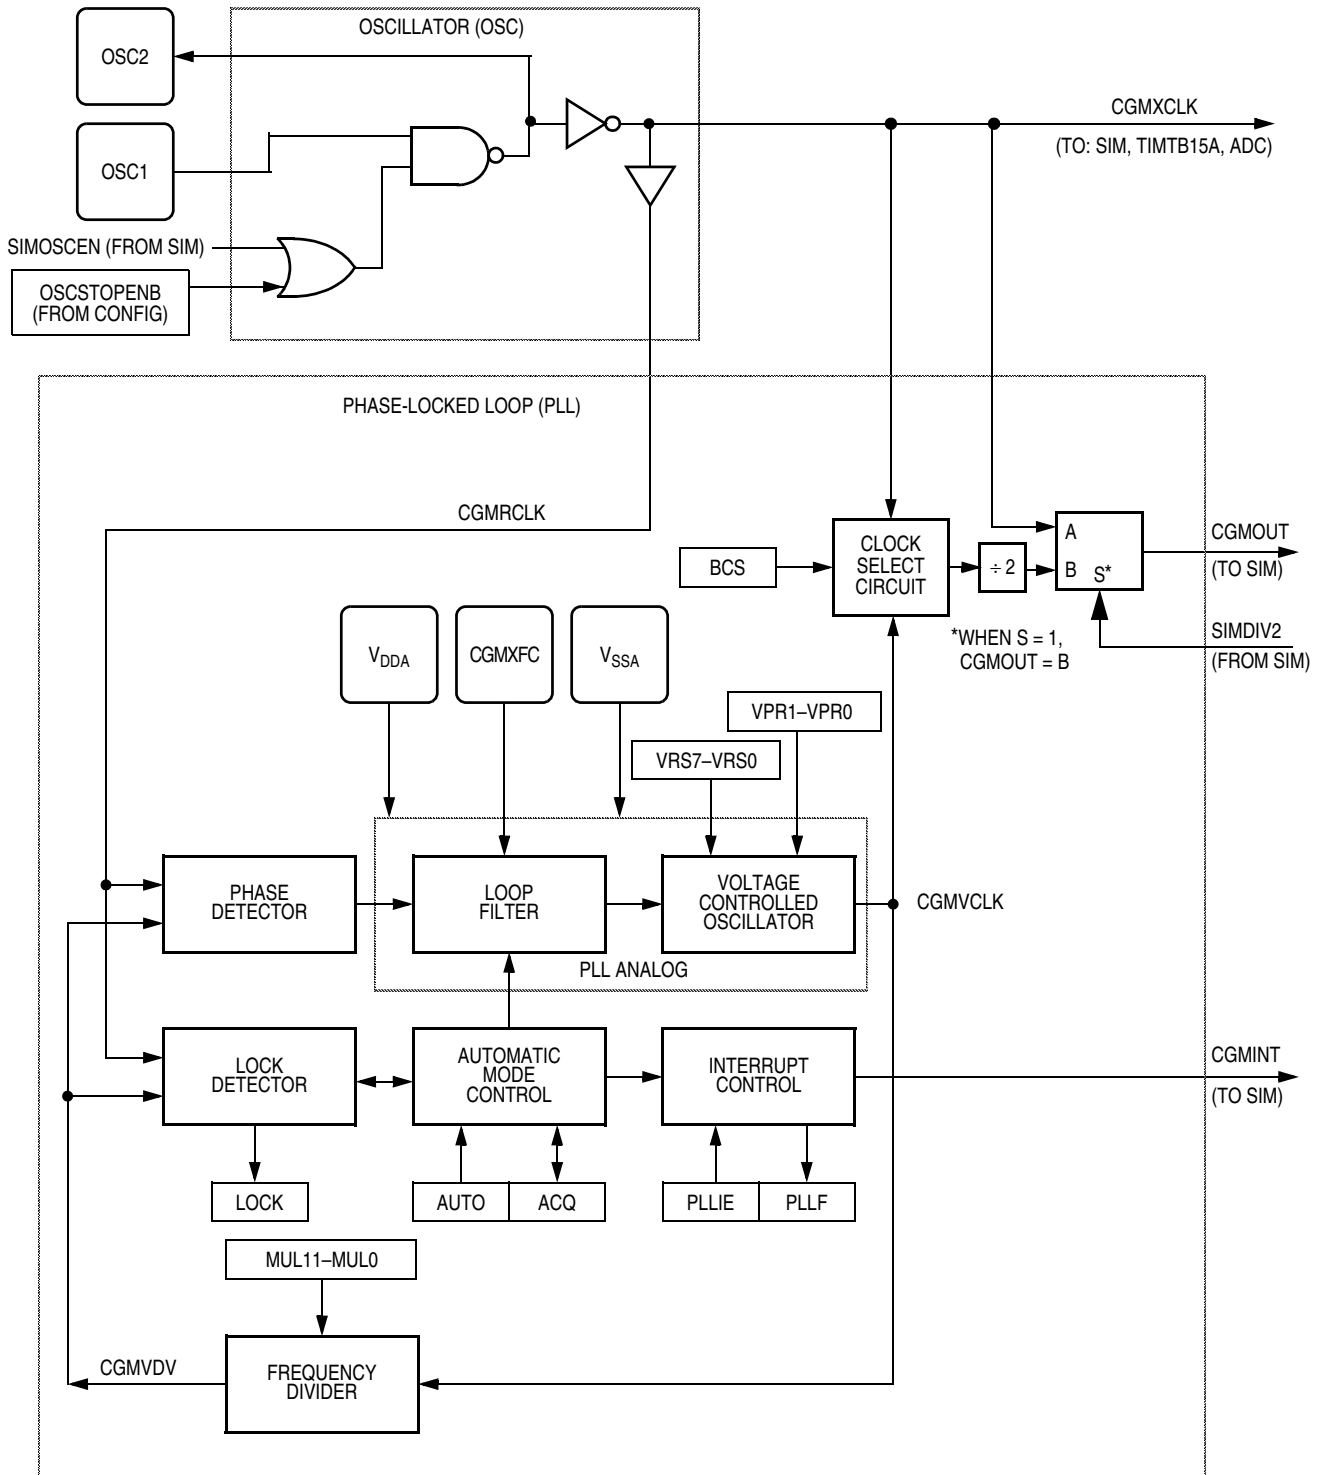 OSCILLATOR (OSC)
OSC2
CGMXCLK
(TO: SIM, TIMTB15A, ADC)
OSC1
SIMOSCEN (FROM SIM)
OSCSTOPENB
(FROM CONFIG)
PHASE-LOCKED LOOP (PLL)
CGMRCLK
BCS
CLOCK
SELECT
CIRCUIT
÷ 2
A
B
S*
CGMOUT
(TO SIM)
*WHEN S = 1,
CGMOUT = B
SIMDIV2
(FROM SIM)
VDDA
CGMXFC
VSSA
VPR1–VPR0
VRS7–VRS0
PHASE
DETECTOR
LOOP
FILTER
VOLTAGE
CONTROLLED
OSCILLATOR
CGMVCLK
PLL ANALOG
LOCK
DETECTOR
AUTOMATIC
MODE
CONTROL
INTERRUPT
CONTROL
CGMINT
(TO SIM)
LOCK
AUTO
ACQ
PLLIE
PLLF
MUL11–MUL0
CGMVDV
FREQUENCY
DIVIDER